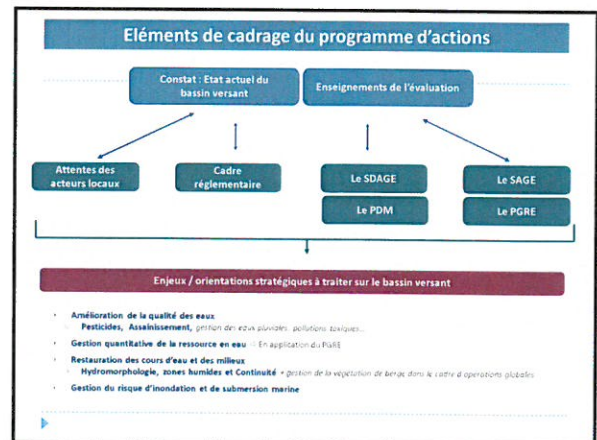 Eléments de cadrage du programme d'actions
Constat : Etat actuel du
bassin versant
Enseignements de l'évaluation
Attentes des
acteurs locaux
Cadre
réglementaire
Le SDAGE
Le SAGE
Le PDM
Le PGRE
Enjeux / orientations stratégiques à traiter sur le bassin versant
Amélioration de la qualité des eaux
Pesticides, Assainissement, gestion des eaux pluviales, pollutions toxiques...
Gestion quantitative de la ressource en eau : En application du PGRE
Restauration des cours d'eau et des milieux
Hydromorphologie, zones humides et Continuité + gestion de la végétation de berge dans le cadre d'opérations globales
Gestion du risque d'inondation et de submersion marine